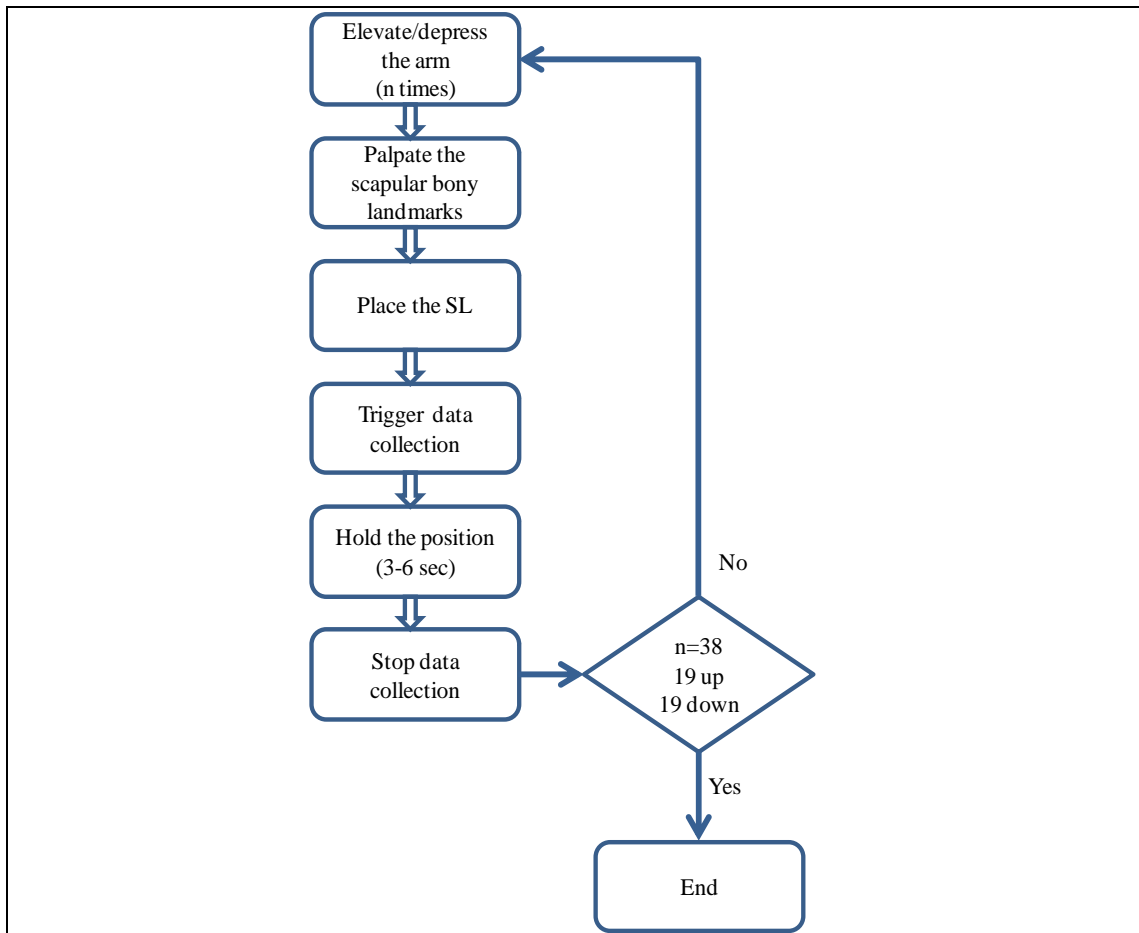 Elevate/depress
the arm
(n times)
Palpate the
scapular bony
landmarks
Place the SL
Trigger data
collection
Hold the position
(3-6 sec)
Stop data
collection
n=38
19 up
19 down
No
Yes
End